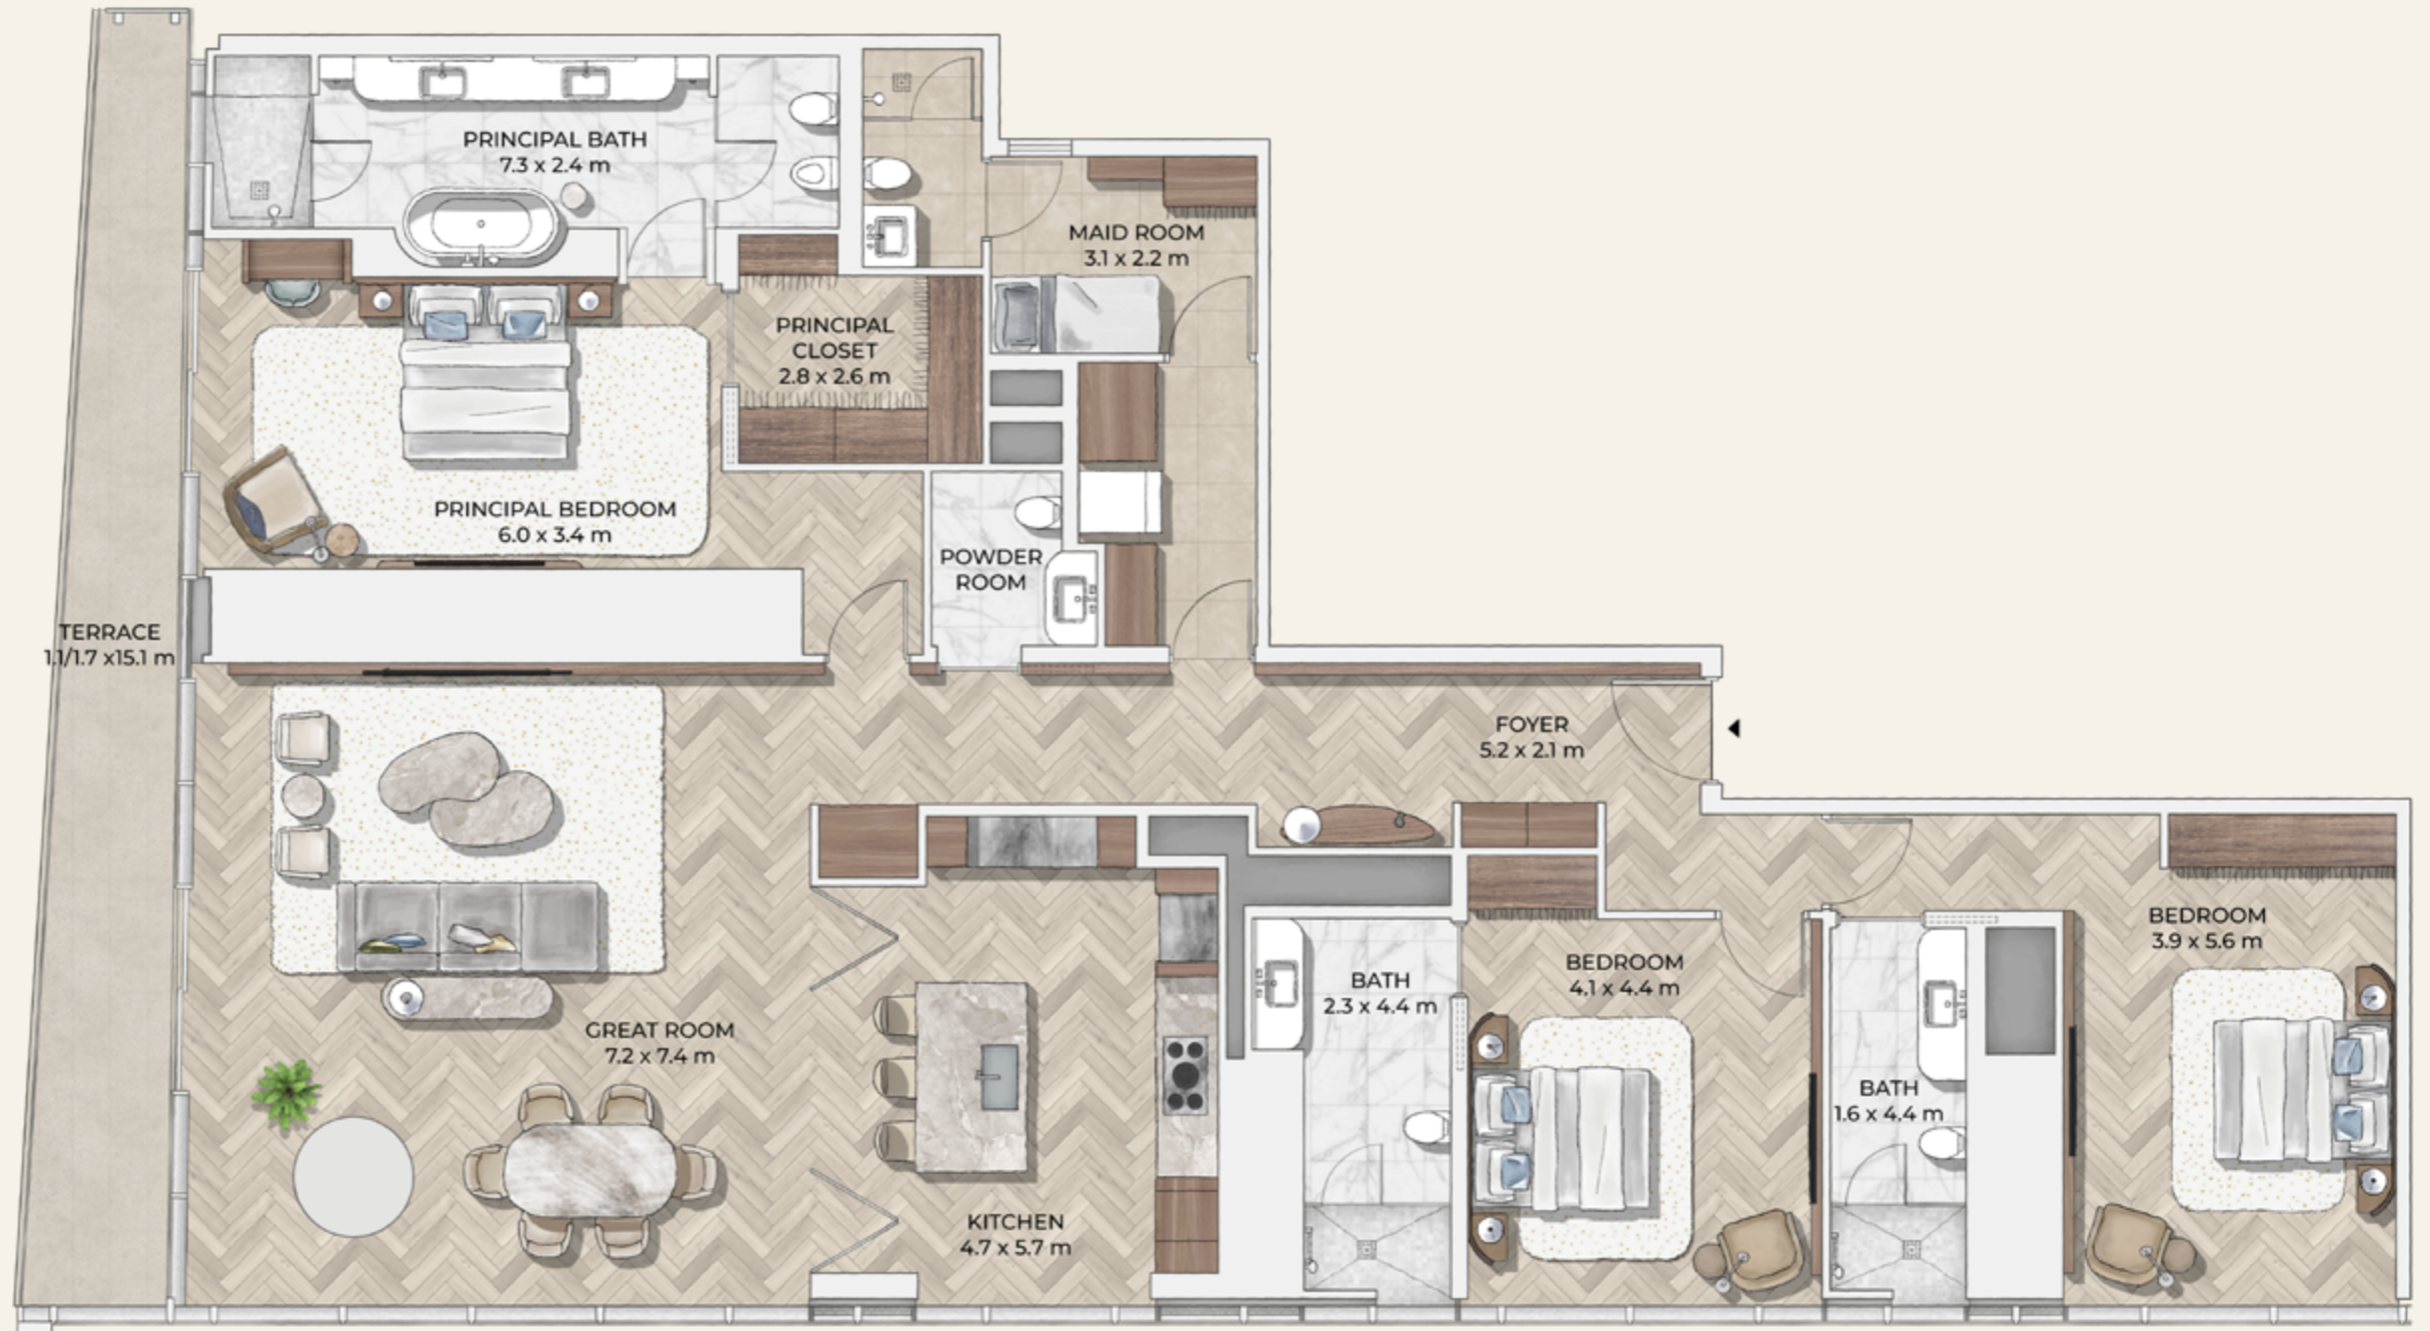 PRINCIPAL BATH
7.3 x 2.4 m
MAID ROOM
3.1 x 2.2 m
PRINCIPAL
CLOSET
2.8 x 2.6 m
PRINCIPAL BEDROOM
6.0 x 3.4 m
POWDER
ROOM
TERRACE
1.1/1.7 x15.1 m
FOYER
5.2 x 2.1 m
GREAT ROOM
7.2 x 7.4 m
KITCHEN
4.7 x 5.7 m
BATH
2.3 x 4.4 m
BEDROOM
4.1 x 4.4 m
BATH
1.6 x 4.4 m
BEDROOM
3.9 x 5.6 m